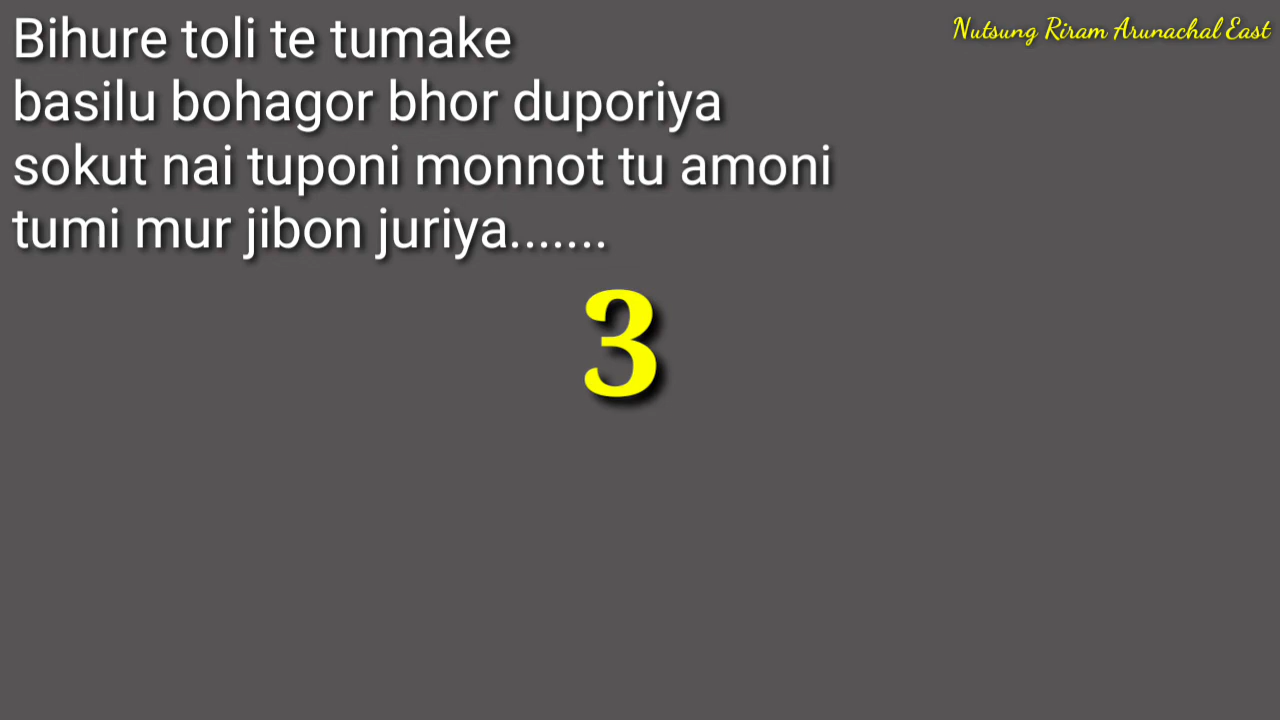 Bihure toli te tumake
basilu bohagor bhor duporiya
sokut nai tuponi monnot tu amoni
tumi mur jibon juriya.......
Nutsung Riram Arunachal East
3